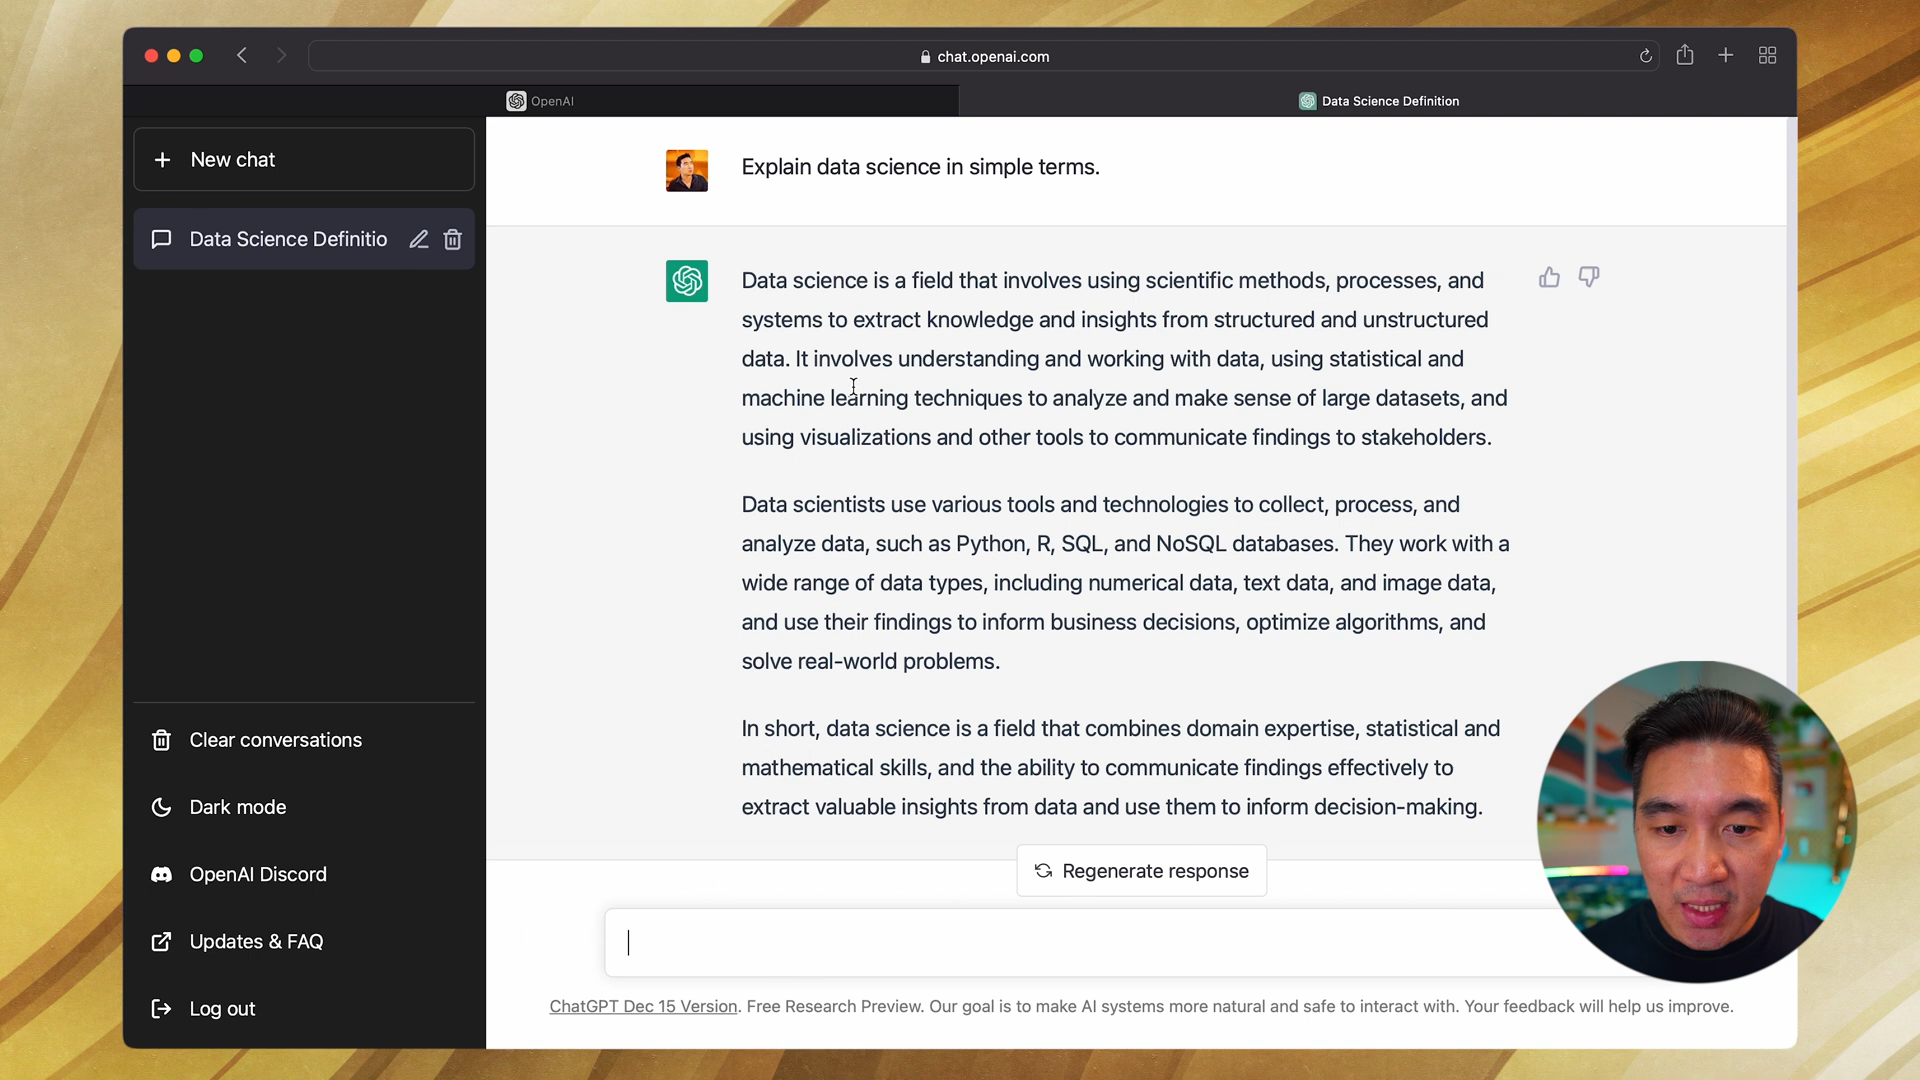 chat.openai.com
OpenAI
Data Science Definition
New chat
Data Science Definitio
Clear conversations
Dark mode
OpenAI Discord
Updates & FAQ
Log out
Explain data science in simple terms.
Data science is a field that involves using scientific methods, processes, and
systems to extract knowledge and insights from structured and unstructured
data. It involves understanding and working with data, using statistical and
machine learning techniques to analyze and make sense of large datasets, and
using visualizations and other tools to communicate findings to stakeholders.
Data scientists use various tools and technologies to collect, process, and
analyze data, such as Python, R, SQL, and NoSQL databases. They work with a
wide range of data types, including numerical data, text data, and image data,
and use their findings to inform business decisions, optimize algorithms, and
solve real-world problems.
In short, data science is a field that combines domain expertise, statistical and
mathematical skills, and the ability to communicate findings effectively to
extract valuable insights from data and use them to inform decision-making.
Regenerate response
ChatGPT Dec 15 Version. Free Research Preview. Our goal is to make AI systems more natural and safe to interact with. Your feedback will help us improve.